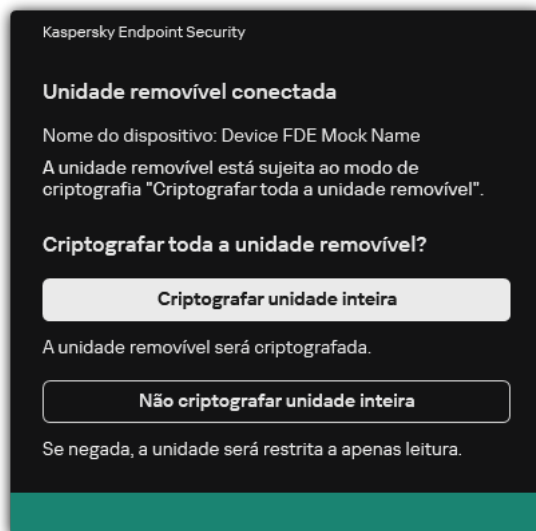 Kaspersky Endpoint Security
Unidade removível conectada
Nome do dispositivo: Device FDE Mock Name
A unidade removível está sujeita ao modo de
criptografia "Criptografar toda a unidade removível".
Criptografar toda a unidade removível?
Criptografar unidade inteira
A unidade removível será criptografada.
Não criptografar unidade inteira
Se negada, a unidade será restrita a apenas leitura.